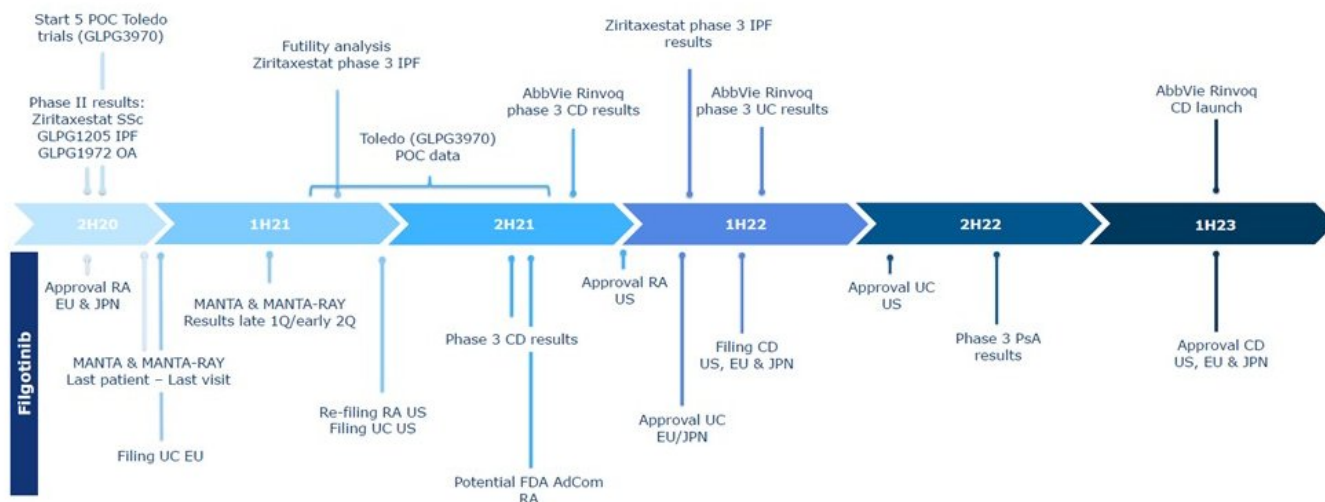 Start 5 POC Toledo
trials (GLPG3970)
Phase II results:
Ziritaxestat SSc
GLPG1205 IPF
GLPG1972 OA
Futility analysis
Ziritaxestat phase 3 IPF
Toledo (GLPG3970)
POC data
AbbVie Rinvoq
phase 3 CD results
Ziritaxestat phase 3 IPF
results
AbbVie Rinvoq
phase 3 UC results
AbbVie Rinvoq
CD launch
2H20
1H21
2H21
1H22
2H22
1H23
Filgotinib
Approval RA
EU & JPN
MANTA & MANTA-RAY
Last patient – Last visit
Filing UC EU
MANTA & MANTA-RAY
Results late 1Q/early 2Q
Re-filing RA US
Filing UC US
Phase 3 CD results
Potential FDA AdCom
RA
Approval RA
US
Approval UC
EU/JPN
Filing CD
US, EU & JPN
Approval UC
US
Phase 3 PsA
results
Approval CD
US, EU & JPN